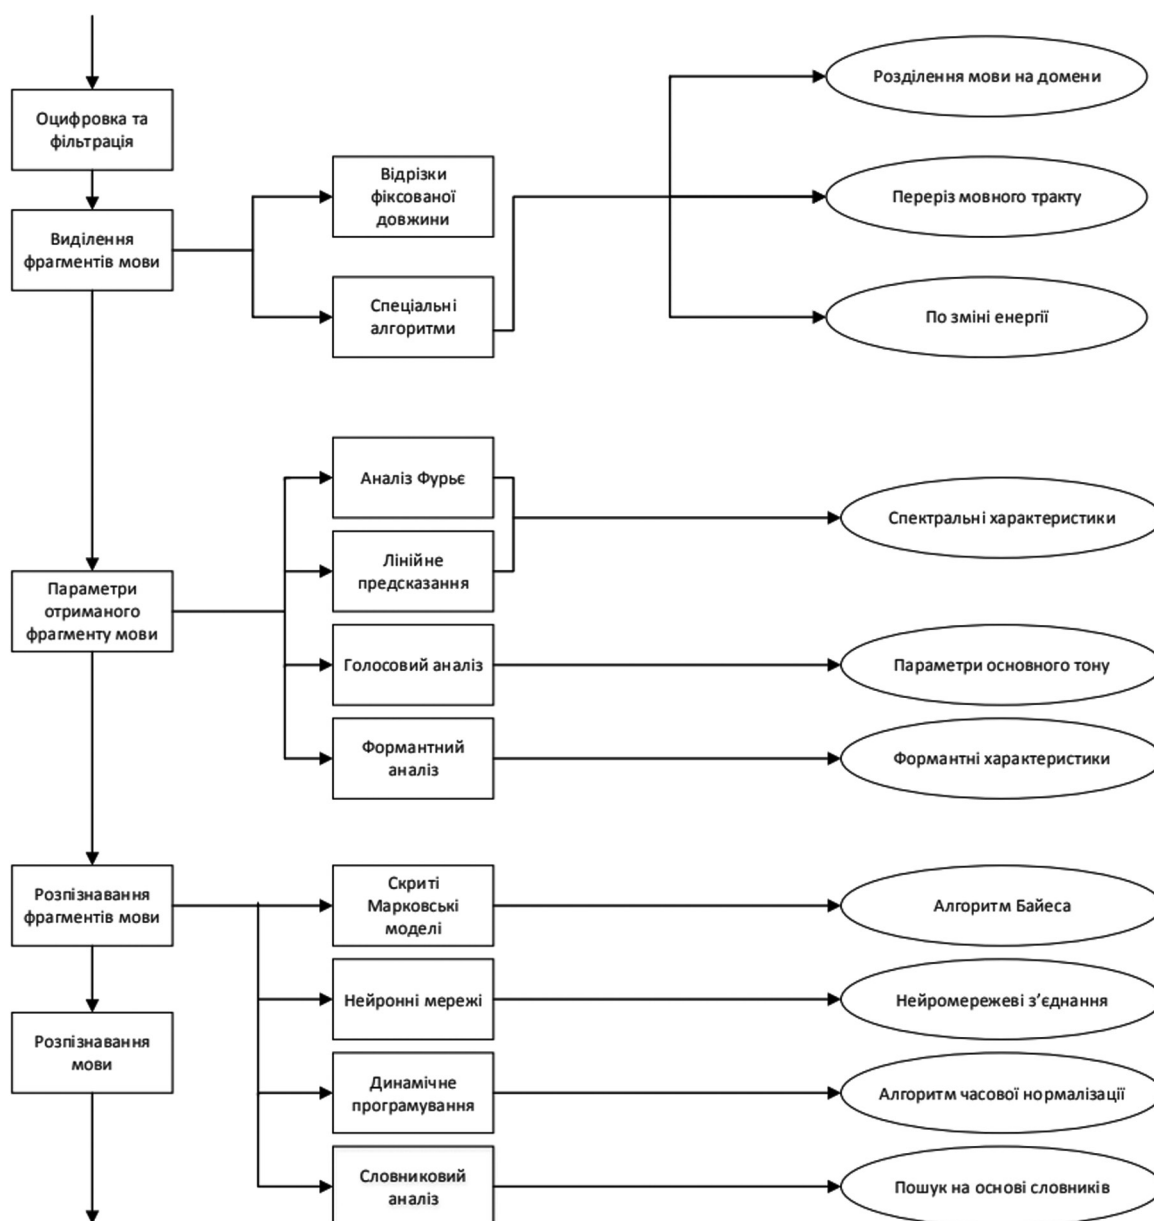 Оцифровка та
фільтрація
Виділення
фрагментів мови
Відрізки
фіксованої
довжини
Спеціальні
алгоритми
Розділення мови на домени
Переріз мовного тракту
По зміні енергії
Параметри
отриманого
фрагменту мови
Аналіз Фурьє
Лінійне
предсказання
Голосовий аналіз
Формантний
аналіз
Спектральні характеристики
Параметри основного тону
Формантні характеристики
Розпізнавання
фрагментів мови
Скриті
Марковські
моделі
Алгоритм Байеса
Нейронні мережі
Нейромережеві з’єднання
Розпізнавання
мови
Динамічне
програмування
Алгоритм часової нормалізації
Словниковий
аналіз
Пошук на основі словників